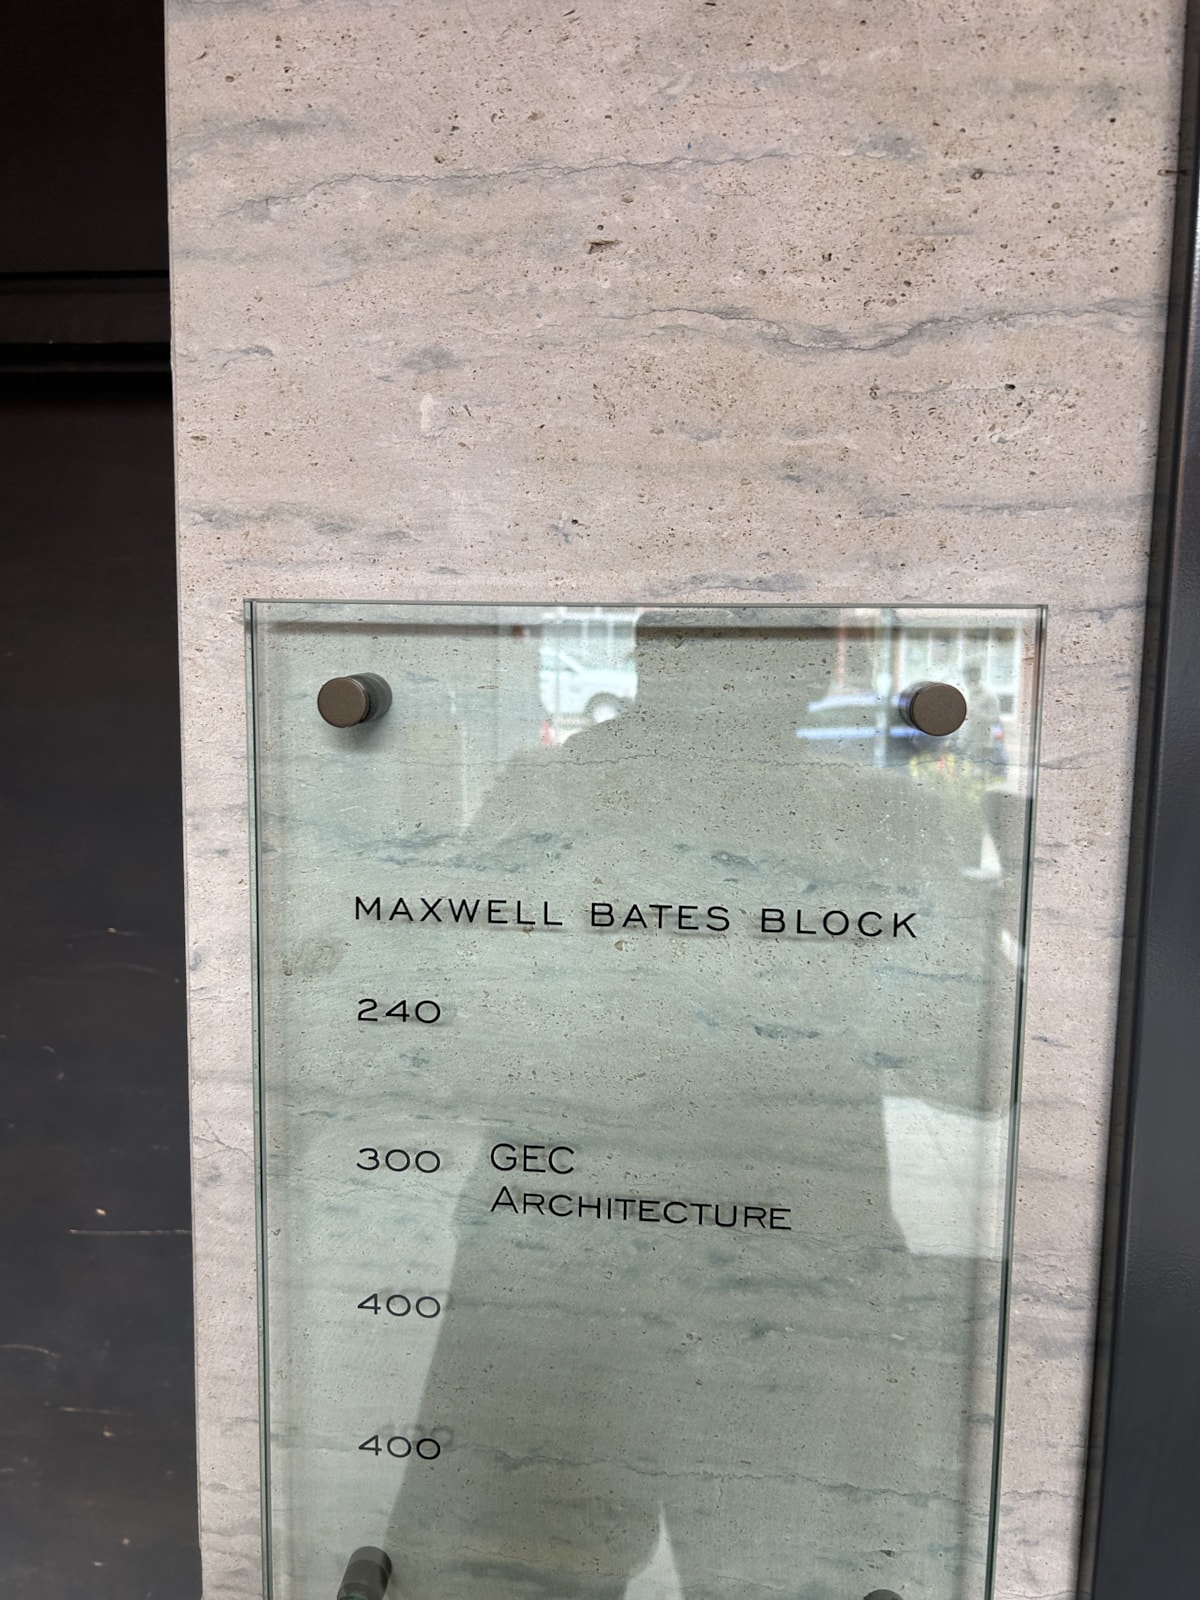 MAXWELL BATES BLOCK
240
300 GEC
ARCHITECTURE
400
400